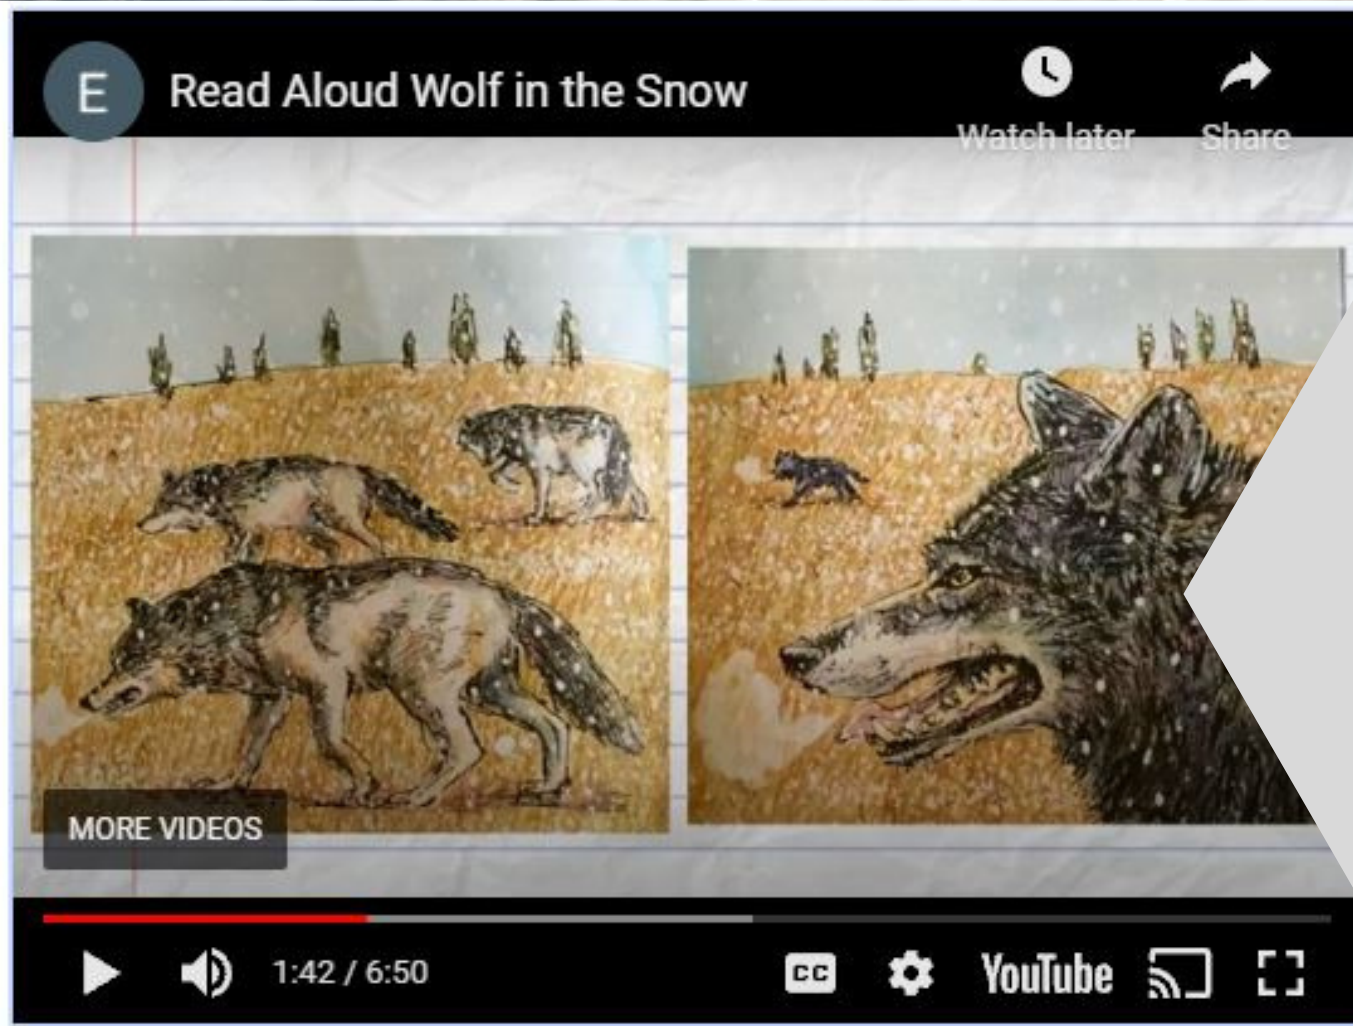 E
Read Aloud Wolf in the Snow
Watch later
Share
MORE VIDEOS
1:42 / 6:50
CC
YouTube